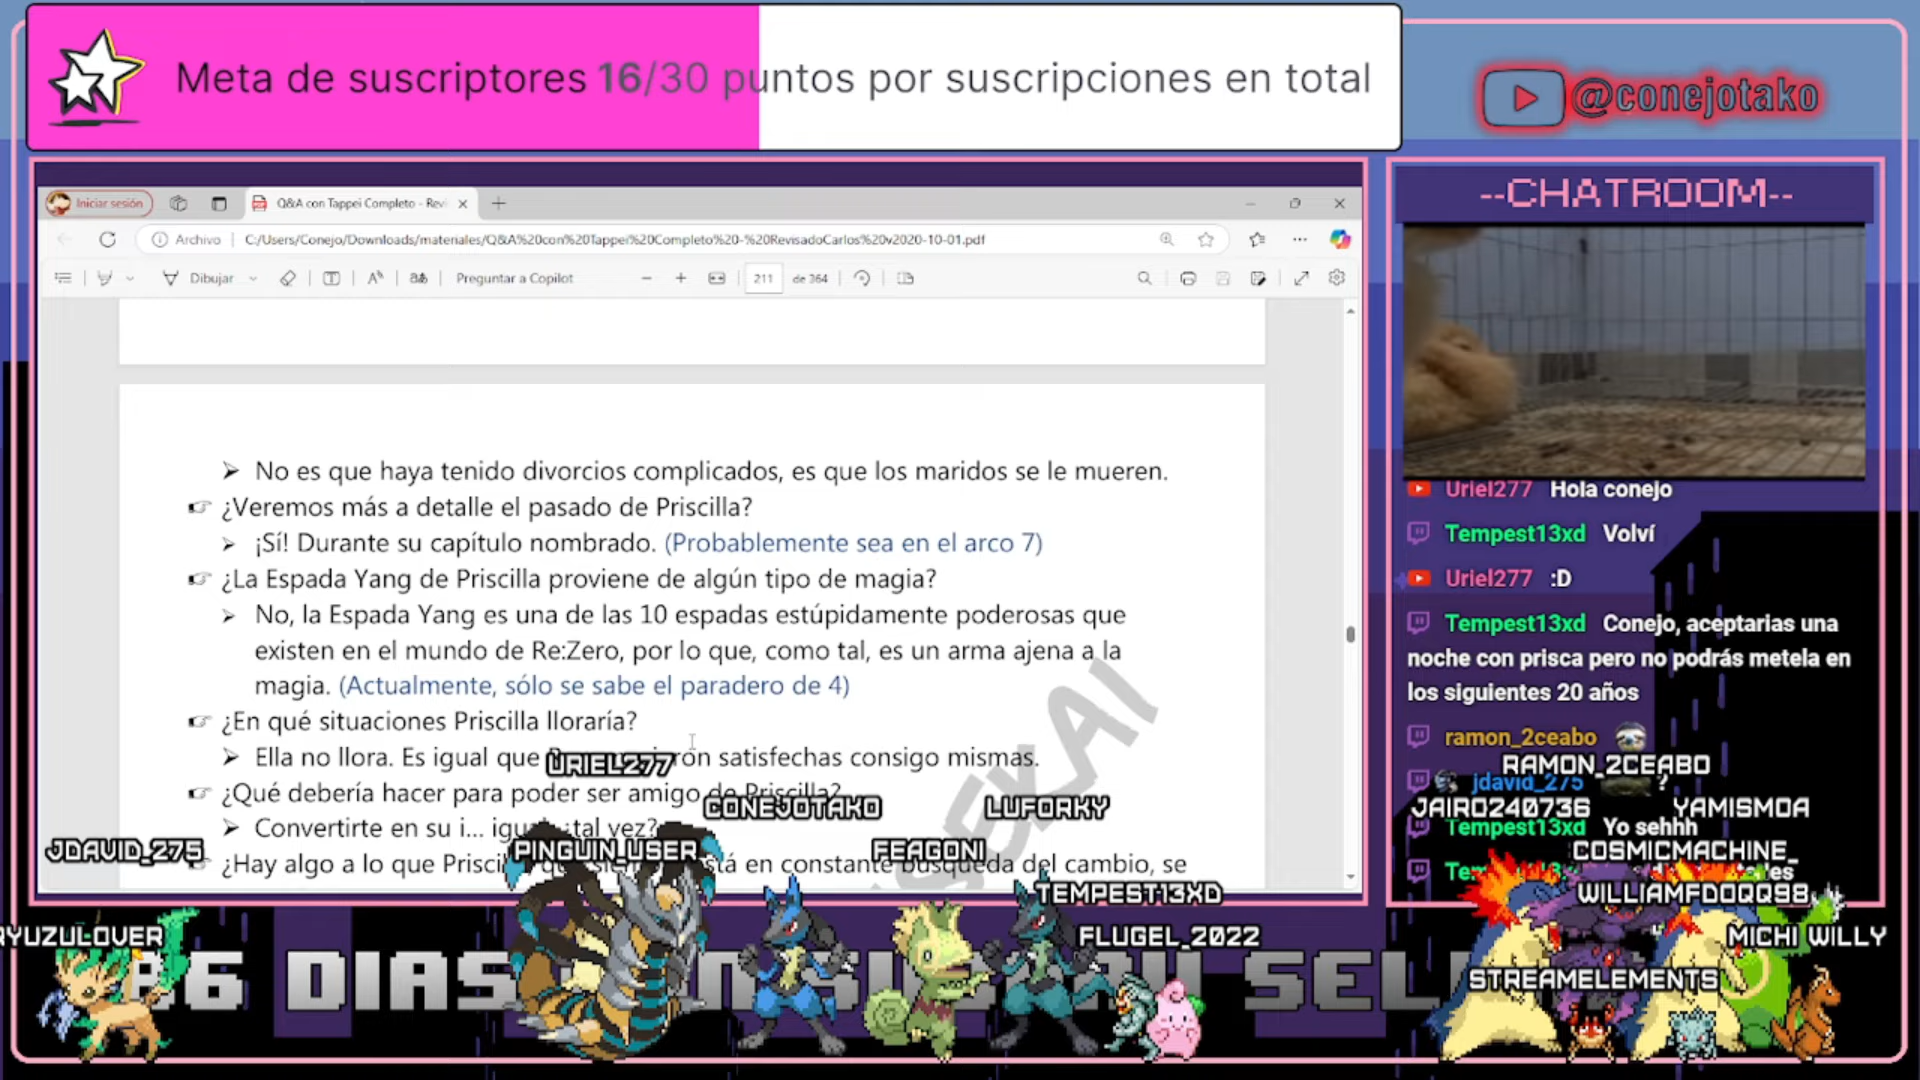 Meta de suscriptores 16/30 puntos por suscripciones en total
@conejotako
Iniciar sesión
Q&A con Tappei Completo - Revi
Archivo
C:/Users/Conejo/Downloads/materiales/Q&A%20con%20Tappei%20Completo%20-%20RevisadoCarlos%20v2020-10-01.pdf
Dibujar
Preguntar a Copilot
211 de 364
No es que haya tenido divorcios complicados, es que los maridos se le mueren.
¿Veremos más a detalle el pasado de Priscilla?
¡Sí! Durante su capítulo nombrado. (Probablemente sea en el arco 7)
¿La Espada Yang de Priscilla proviene de algún tipo de magia?
No, la Espada Yang es una de las 10 espadas estúpidamente poderosas que
existen en el mundo de Re:Zero, por lo que, como tal, es un arma ajena a la
magia. (Actualmente, sólo se sabe el paradero de 4)
¿En qué situaciones Priscilla lloraría?
Ella no llora. Es igual que satisfechas consigo mismas.
¿Qué debería hacer para poder ser amigo de Priscilla?
Convertirte en su i... tal vez?
¿Hay algo a lo que en constante búsqueda del cambio, se
--CHATROOM--
Uriel277 Hola conejo
Tempest13xd Volví
Uriel277 :D
Tempest13xd Conejo, aceptarias una
noche con prisca pero no podrás metela en
los siguientes 20 años
ramon_2ceabo
jdavid_275 ?
Tempest13xd Yo sehhh
URIEL277
CONEJOTAKO
LUFORKY
JDAVID_275
PINGUIN_USER
FEAGONI
TEMPEST13XD
RYUZULOVER
FLUGEL_2022
RAMON_2CEABO
JAIRO240736
YAMISMOA
COSMICMACHINE_
WILLIAMFDOQQ98
MICHI WILLY
STREAMELEMENTS
86 DIAS